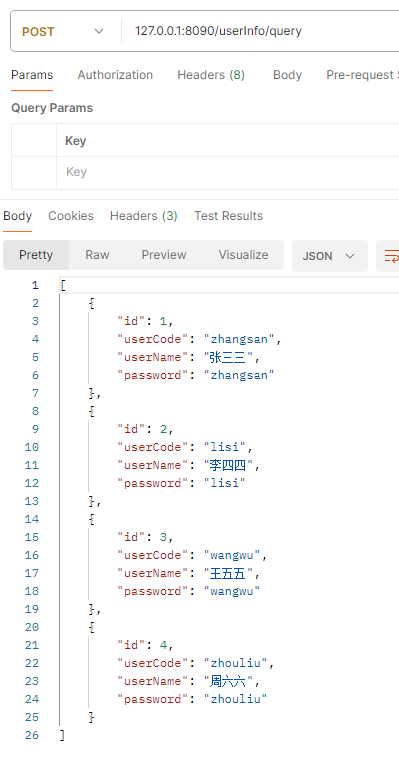 POST 127.0.0.1:8090/userInfo/query
Params Authorization Headers (8) Body Pre-request S
Query Params
Key
Key
Body Cookies Headers (3) Test Results
Pretty Raw Preview Visualize JSON
1 [
2 {
3 "id": 1,
4 "userCode": "zhangsan",
5 "userName": "张三三",
6 "password": "zhangsan"
7 },
8 {
9 "id": 2,
10 "userCode": "lisi",
11 "userName": "李四四",
12 "password": "lisi"
13 },
14 {
15 "id": 3,
16 "userCode": "wangwu",
17 "userName": "王五五",
18 "password": "wangwu"
19 },
20 {
21 "id": 4,
22 "userCode": "zhouliu",
23 "userName": "周六六",
24 "password": "zhouliu"
25 }
26 ]